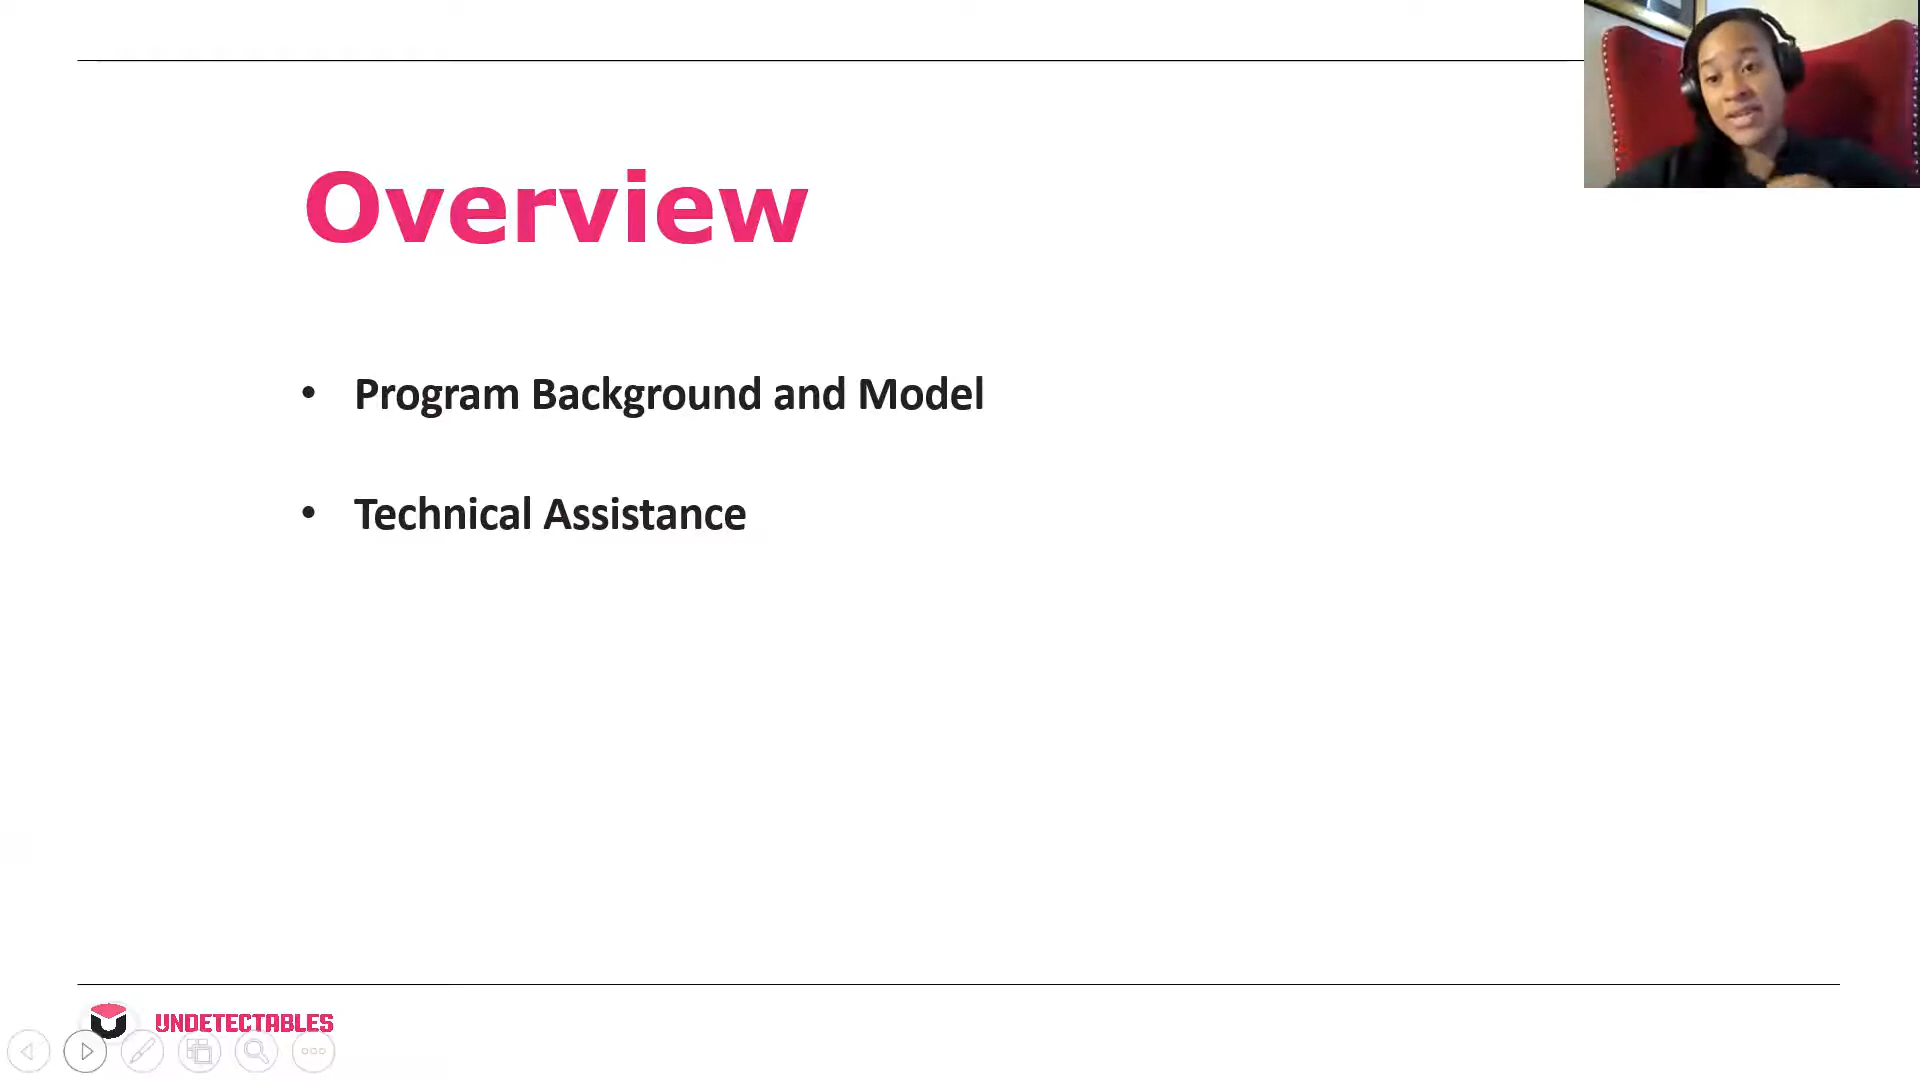 Overview
• Program Background and Model
• Technical Assistance
UNDETECTABLES